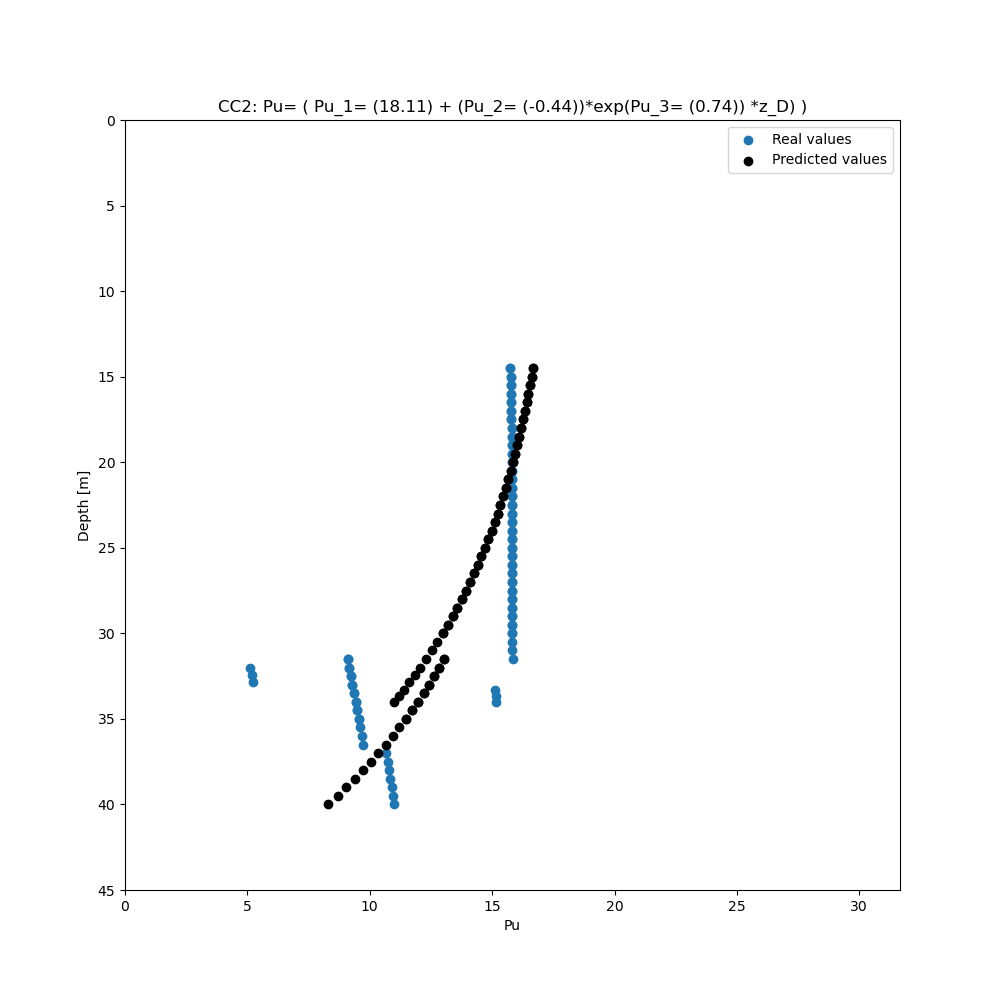 CC2: Pu= ( Pu_1= (18.11) + (Pu_2= (-0.44))*exp(Pu_3= (0.74)) *z_D) )
0
Real values
Predicted values
5
10
15
20
25
30
35
40
45
Depth [m]
0 5 10 15 20 25 30
Pu